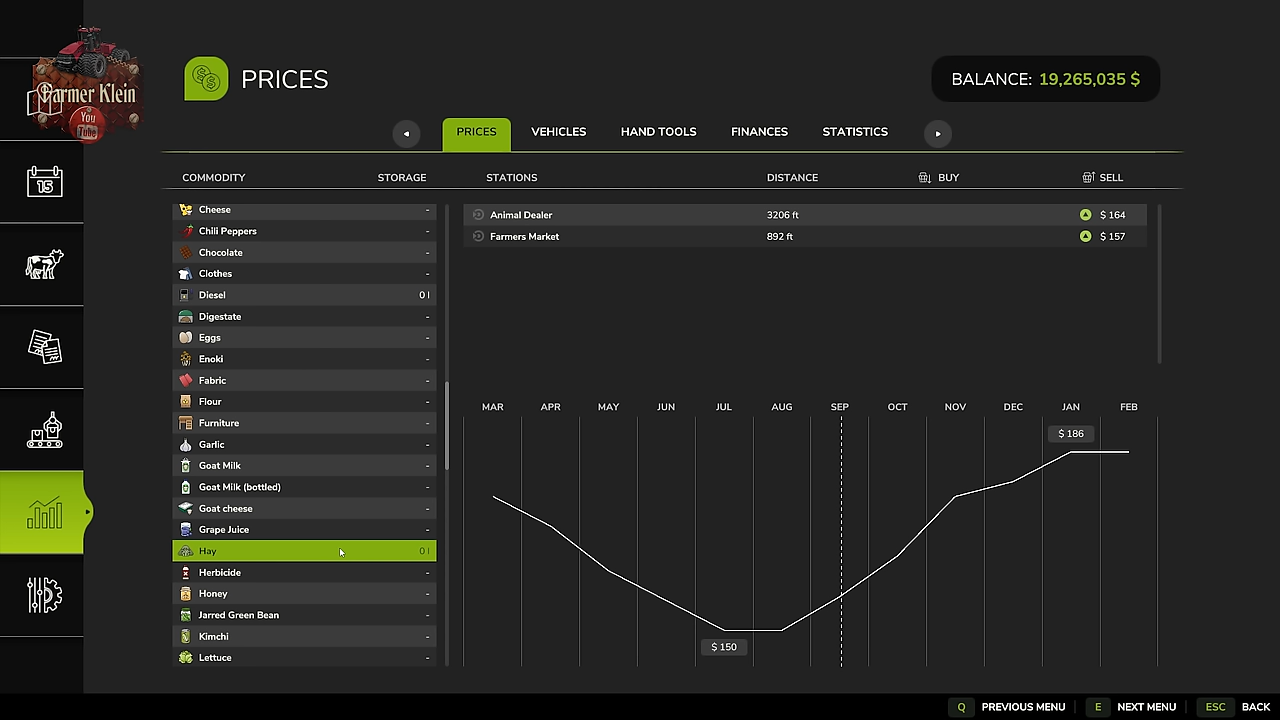 Farmer Klein
You
Tube
PRICES
BALANCE: 19,265,035 $
PRICES VEHICLES HAND TOOLS FINANCES STATISTICS
COMMODITY STORAGE STATIONS DISTANCE BUY SELL
15
Cheese -
Chili Peppers -
Chocolate -
Clothes -
Diesel 0 l
Digestate -
Eggs -
Enoki -
Fabric -
Flour -
Furniture -
Garlic -
Goat Milk -
Goat Milk (bottled) -
Goat cheese -
Grape Juice -
Hay 0 l
Herbicide -
Honey -
Jarred Green Bean -
Kimchi -
Lettuce -
Animal Dealer 3206 ft $ 164
Farmers Market 892 ft $ 157
MAR APR MAY JUN JUL AUG SEP OCT NOV DEC JAN FEB
$ 186
$ 150
Q PREVIOUS MENU E NEXT MENU ESC BACK